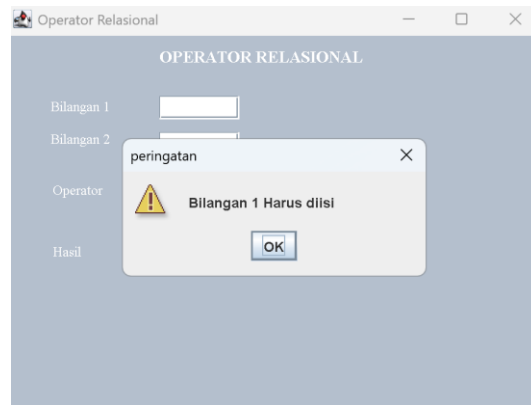 Operator Relasional
OPERATOR RELASIONAL
Bilangan 1
Bilangan 2
peringatan
Operator
Bilangan 1 Harus diisi
OK
Hasil